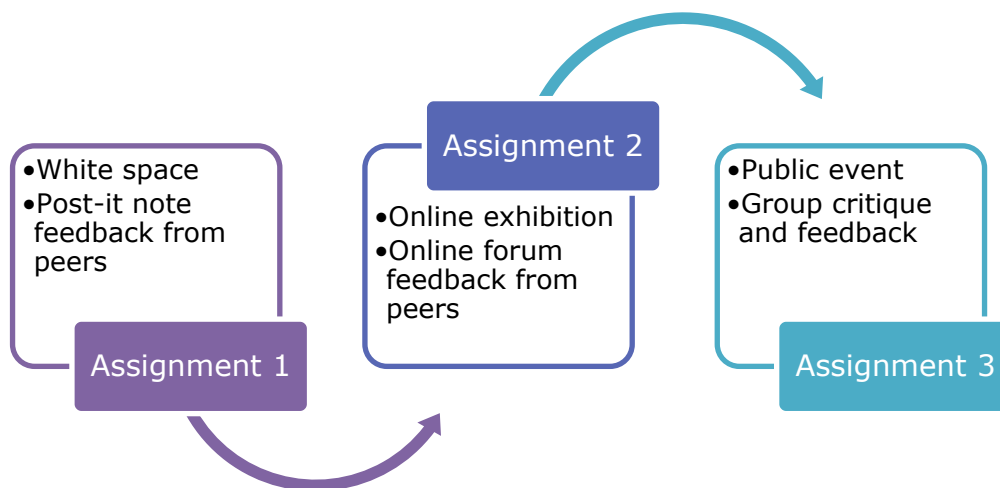 •White space
•Post-it note
feedback from
peers
Assignment 1
Assignment 2
•Online exhibition
•Online forum
feedback from
peers
•Public event
•Group critique
and feedback
Assignment 3